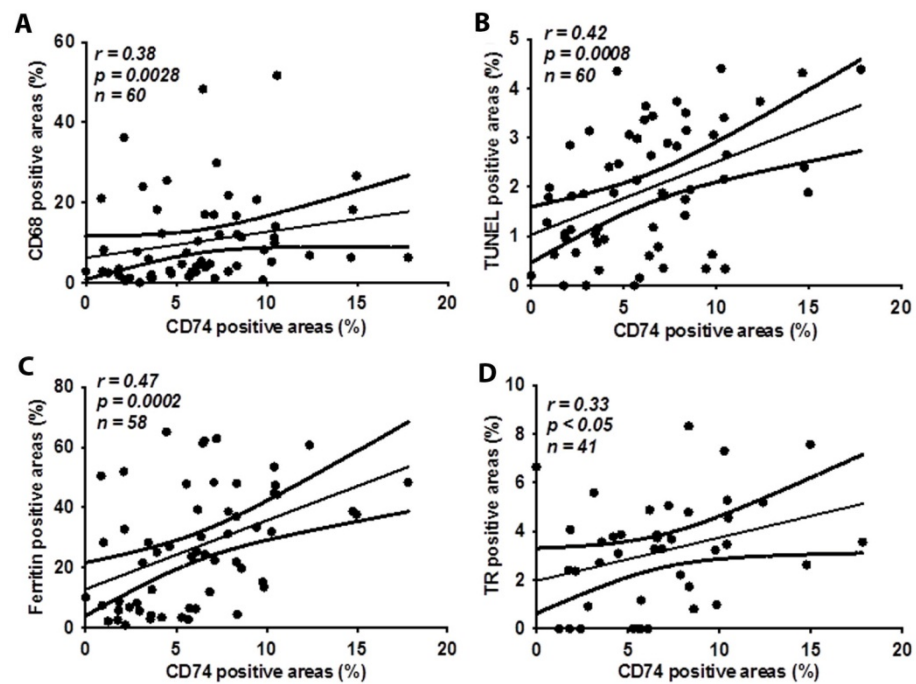 A
CD68 positive areas (%)
60
40
20
0
r = 0.38
p = 0.0028
n = 60
0 5 10 15 20
CD74 positive areas (%)
B
TUNEL positive areas (%)
5
4
3
2
1
0
r = 0.42
p = 0.0008
n = 60
0 5 10 15 20
CD74 positive areas (%)
C
Ferritin positive areas (%)
80
60
40
20
0
r = 0.47
p = 0.0002
n = 58
0 5 10 15 20
CD74 positive areas (%)
D
TR positive areas (%)
10
8
6
4
2
0
r = 0.33
p < 0.05
n = 41
0 5 10 15 20
CD74 positive areas (%)